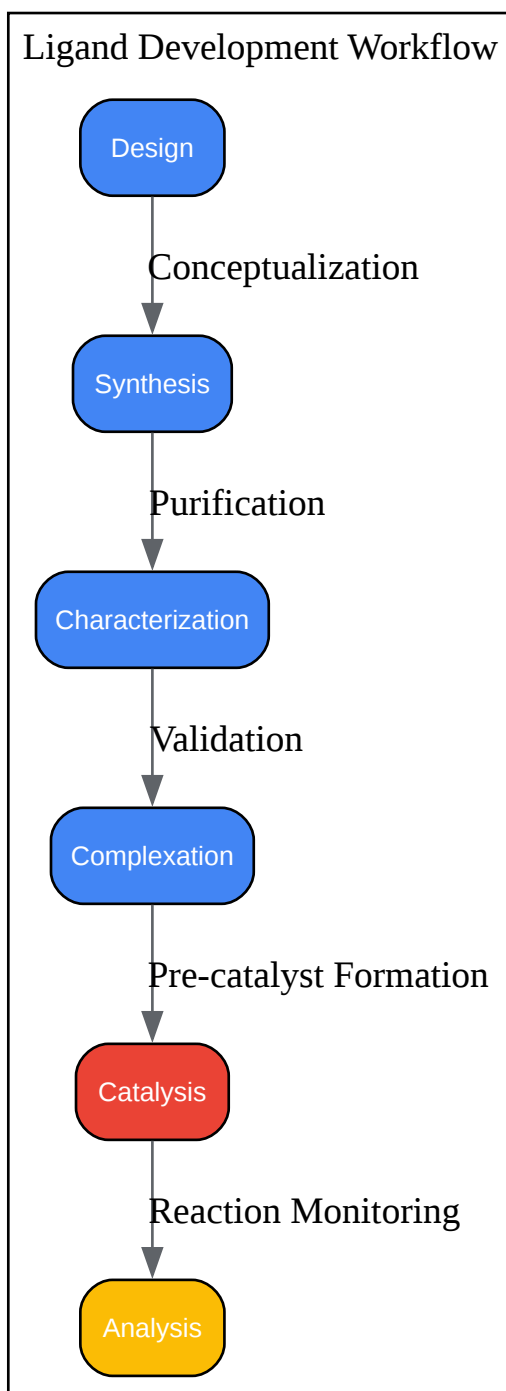 Ligand Development Workflow
Design
Conceptualization
Synthesis
Purification
Characterization
Validation
Complexation
Pre-catalyst Formation
Catalysis
Reaction Monitoring
Analysis